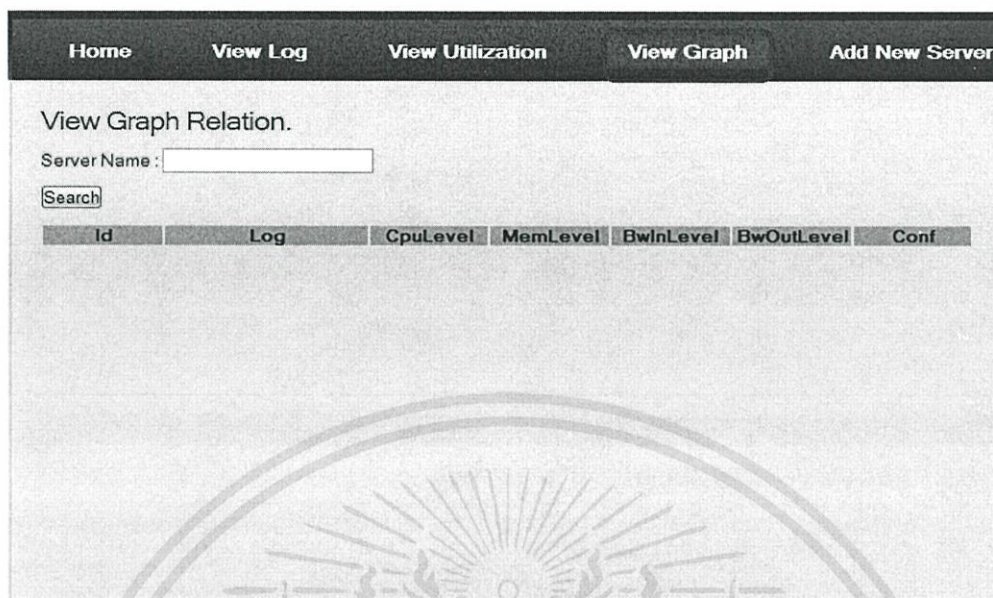 Home View Log View Utilization View Graph Add New Server
View Graph Relation.
Server Name :
Search
Id Log CpuLevel MemLevel BwInLevel BwOutLevel Conf